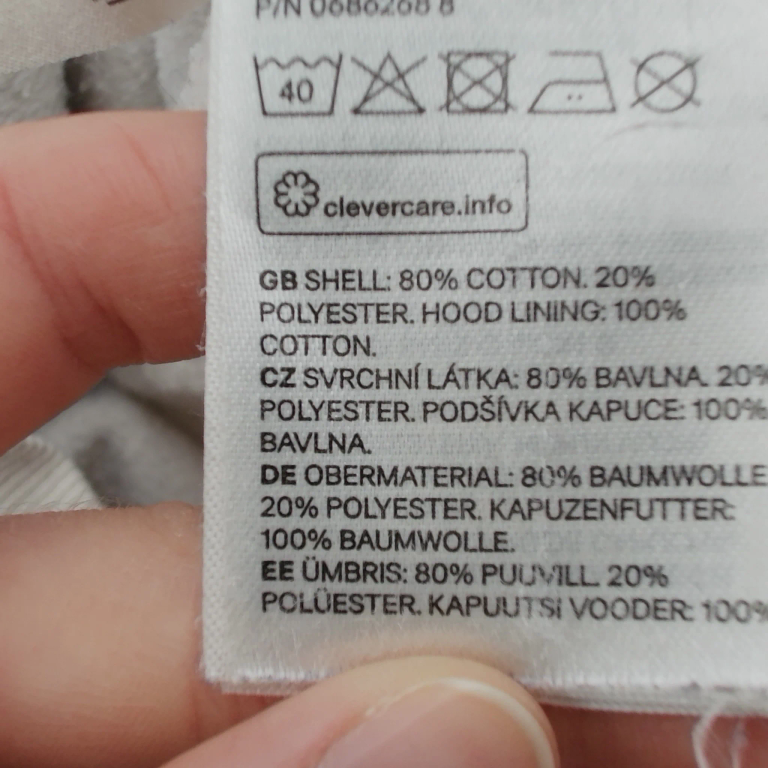 P/N 0686268 8
40
clevercare.info
GB SHELL: 80% COTTON. 20%
POLYESTER. HOOD LINING: 100%
COTTON.
CZ SVRCHNÍ LÁTKA: 80% BAVLNA. 20%
POLYESTER. PODŠÍVKA KAPUCE: 100%
BAVLNA.
DE OBERMATERIAL: 80% BAUMWOLLE
20% POLYESTER. KAPUZENFUTTER:
100% BAUMWOLLE.
EE ÜMBRIS: 80% PUUVILL. 20%
POLÜESTER. KAPUUTSI VOODER: 100%